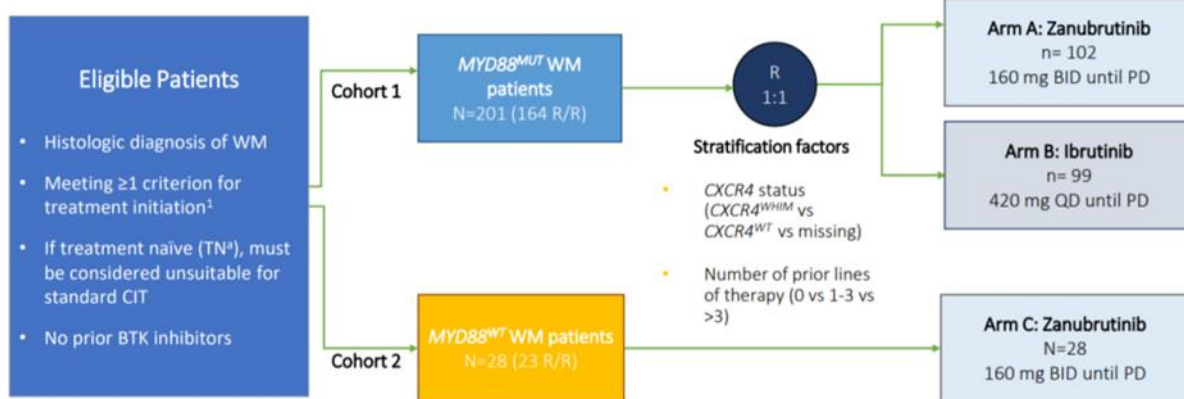 Eligible Patients
• Histologic diagnosis of WM
• Meeting ≥1 criterion for
treatment initiation¹
• If treatment naïve (TNᵃ), must
be considered unsuitable for
standard CIT
• No prior BTK inhibitors
Cohort 1
MYD88ᴹᵁᵀ WM
patients
N=201 (164 R/R)
R
1:1
Stratification factors
• CXCR4 status
(CXCR4ᵂᴴᴵᴹ vs
CXCR4ᵂᵀ vs missing)
• Number of prior lines
of therapy (0 vs 1-3 vs
>3)
Arm A: Zanubrutinib
n= 102
160 mg BID until PD
Arm B: Ibrutinib
n= 99
420 mg QD until PD
Cohort 2
MYD88ᵂᵀ WM patients
N=28 (23 R/R)
Arm C: Zanubrutinib
N=28
160 mg BID until PD